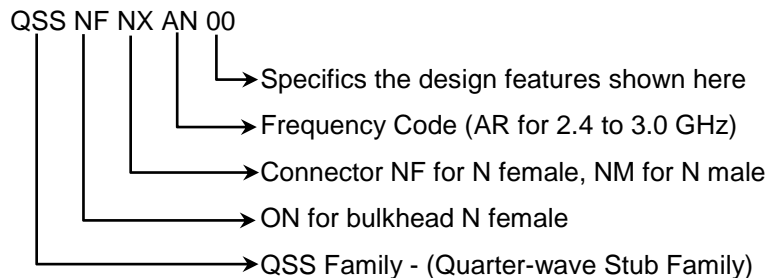 QSS NF NX AN 00
Specifics the design features shown here
Frequency Code (AR for 2.4 to 3.0 GHz)
Connector NF for N female, NM for N male
ON for bulkhead N female
QSS Family - (Quarter-wave Stub Family)